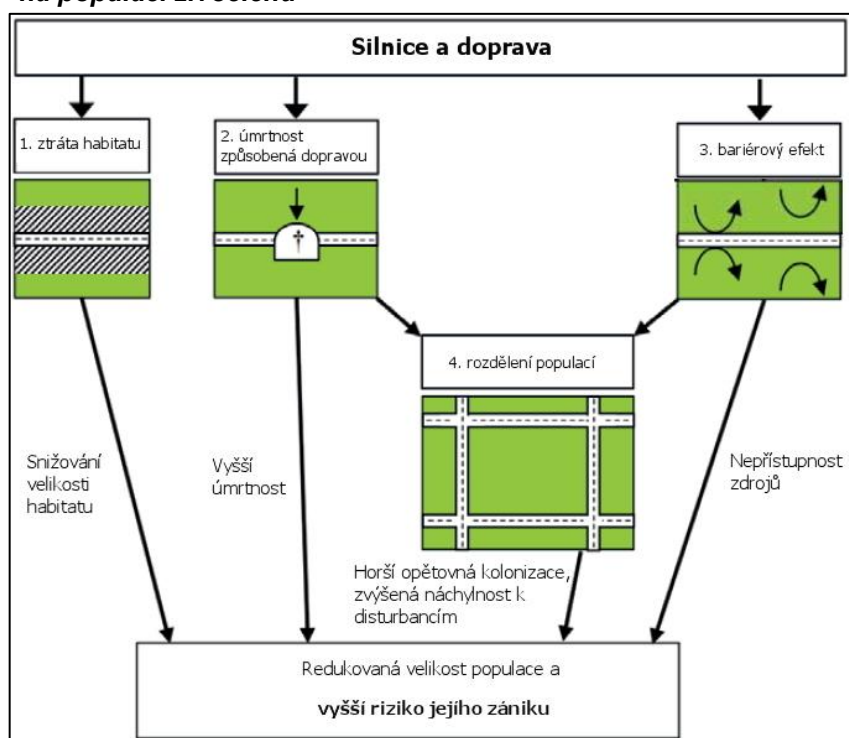 Silnice a doprava
1. ztráta habitatu
2. úmrtnost
způsobená dopravou
3. bariérový efekt
†
4. rozdělení populací
Snižování
velikosti
habitatu
Vyšší
úmrtnost
Nepřístupnost
zdrojů
Horší opětovná kolonizace,
zvýšená náchylnost k
disturbancím
Redukovaná velikost populace a
vyšší riziko jejího zániku